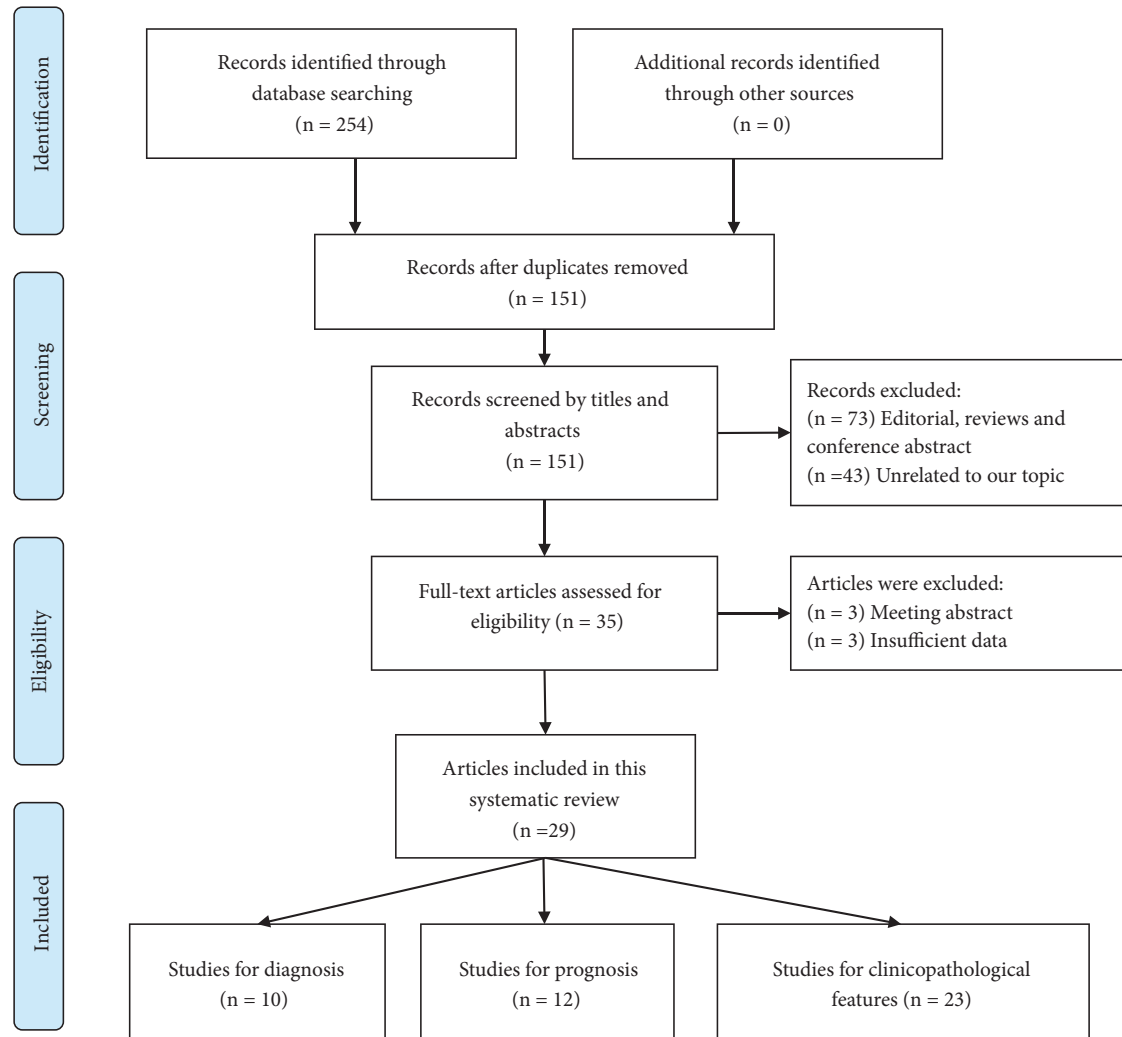 Identification
Records identified through
database searching
(n = 254)
Additional records identified
through other sources
(n = 0)
Records after duplicates removed
(n = 151)
Screening
Records screened by titles and
abstracts
(n = 151)
Records excluded:
(n = 73) Editorial, reviews and
conference abstract
(n =43) Unrelated to our topic
Eligibility
Full-text articles assessed for
eligibility (n = 35)
Articles were excluded:
(n = 3) Meeting abstract
(n = 3) Insufficient data
Articles included in this
systematic review
(n =29)
Included
Studies for diagnosis
(n = 10)
Studies for prognosis
(n = 12)
Studies for clinicopathological
features (n = 23)